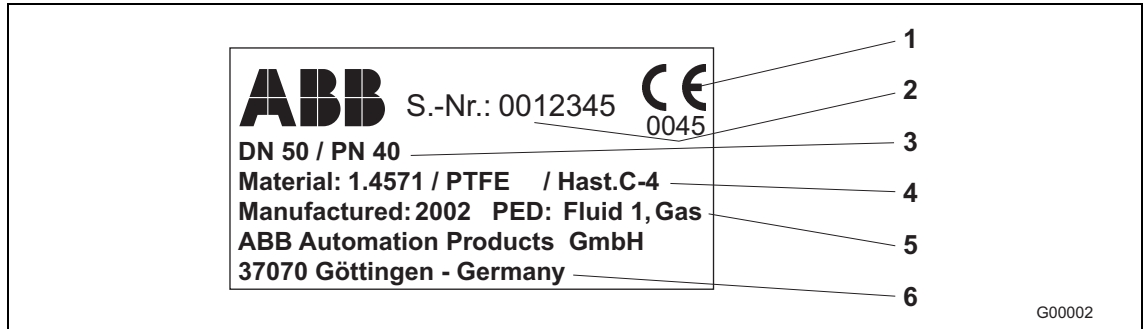 1
ABB S.-Nr.: 0012345 CE
2
0045
DN 50 / PN 40
3
Material: 1.4571 / PTFE / Hast.C-4
4
Manufactured: 2002 PED: Fluid 1, Gas
5
ABB Automation Products GmbH
37070 Göttingen - Germany
6
G00002